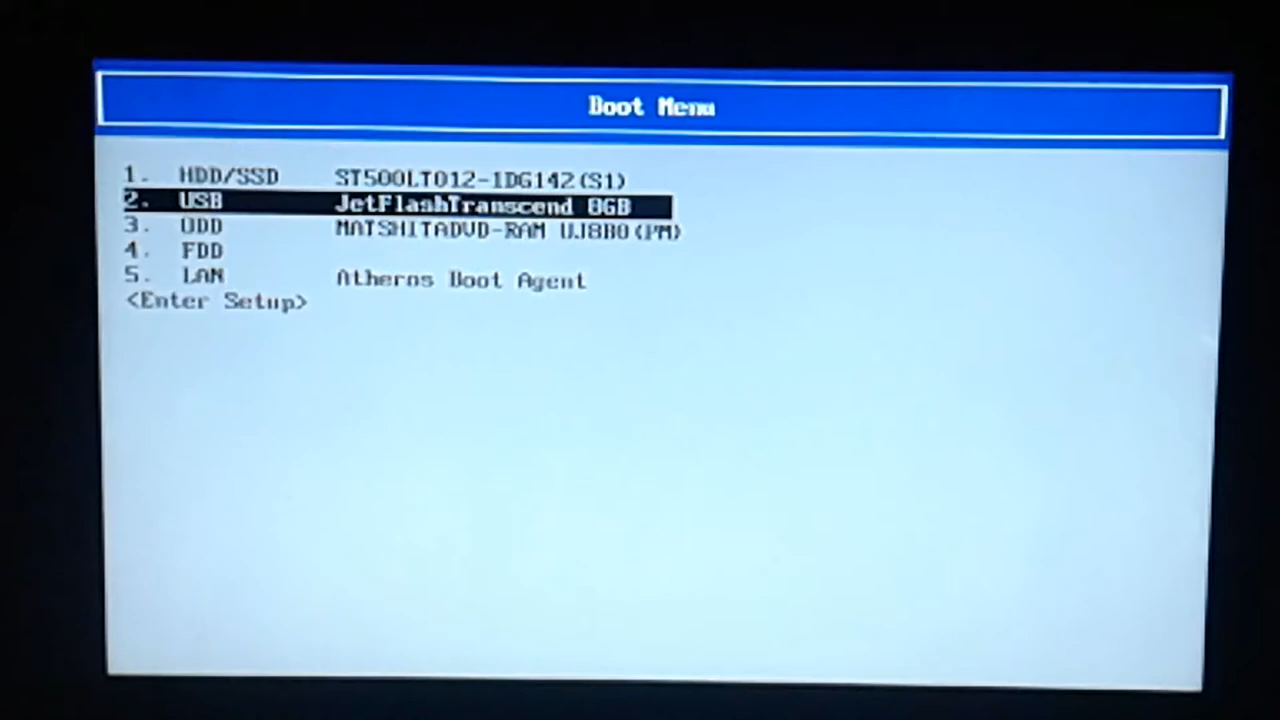 Boot Menu
1. HDD/SSD ST500LT012-1DG142(S1)
2. USB JetFlashTranscend 8GB
3. ODD MATSHITADVD-RAM UJ8B0(PM)
4. FDD
5. LAN Atheros Boot Agent
<Enter Setup>